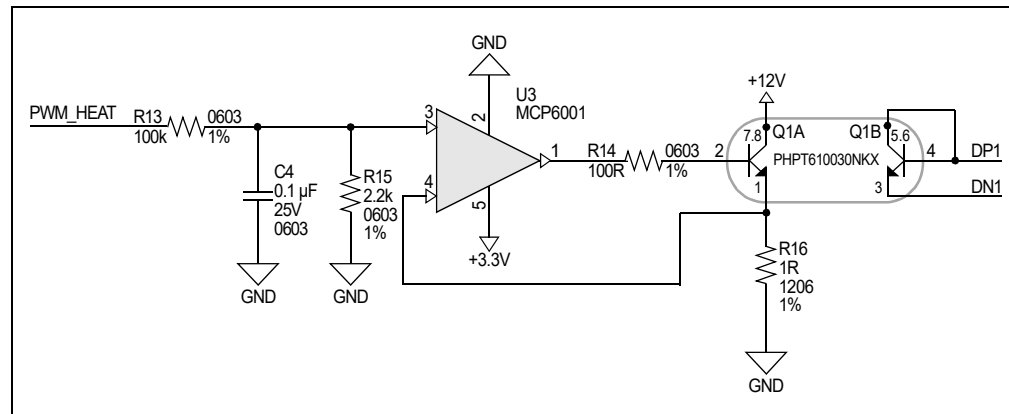 PWM_HEAT
R13
100k
0603
1%
C4
0.1 µF
25V
0603
GND
R15
2.2k
0603
1%
GND
GND
U3
MCP6001
3
4
2
5
1
+3.3V
R14
100R
0603
1%
+12V
Q1A
Q1B
7.8
5.6
PHPT610030NKX
2
1
3
4
DP1
DN1
R16
1R
1206
1%
GND